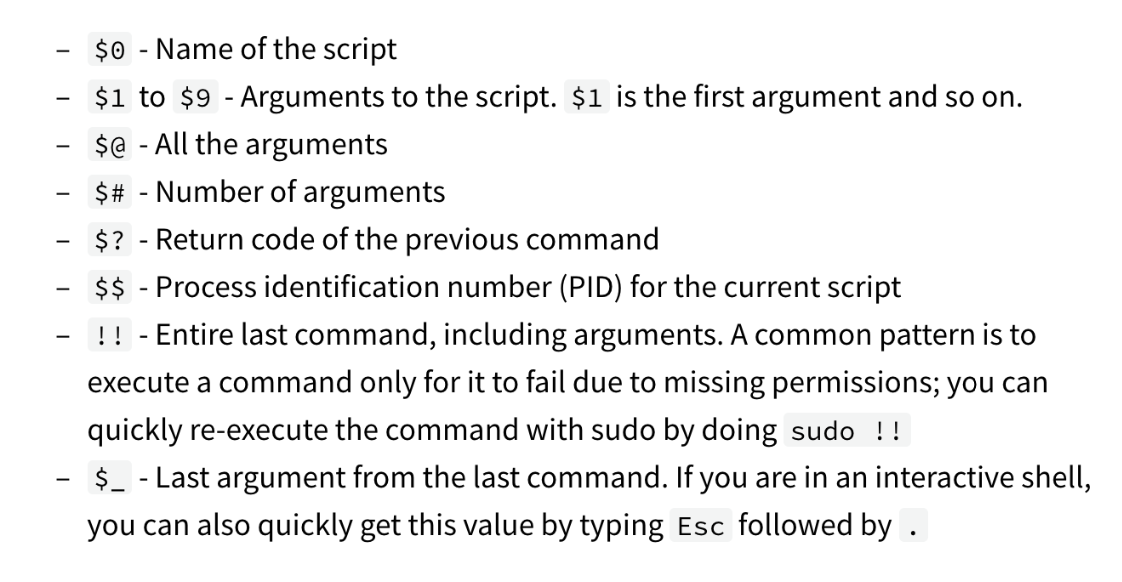 – $0 - Name of the script
– $1 to $9 - Arguments to the script. $1 is the first argument and so on.
– $@ - All the arguments
– $# - Number of arguments
– $? - Return code of the previous command
– $$ - Process identification number (PID) for the current script
– !! - Entire last command, including arguments. A common pattern is to
execute a command only for it to fail due to missing permissions; you can
quickly re-execute the command with sudo by doing sudo !!
– $_ - Last argument from the last command. If you are in an interactive shell,
you can also quickly get this value by typing Esc followed by .